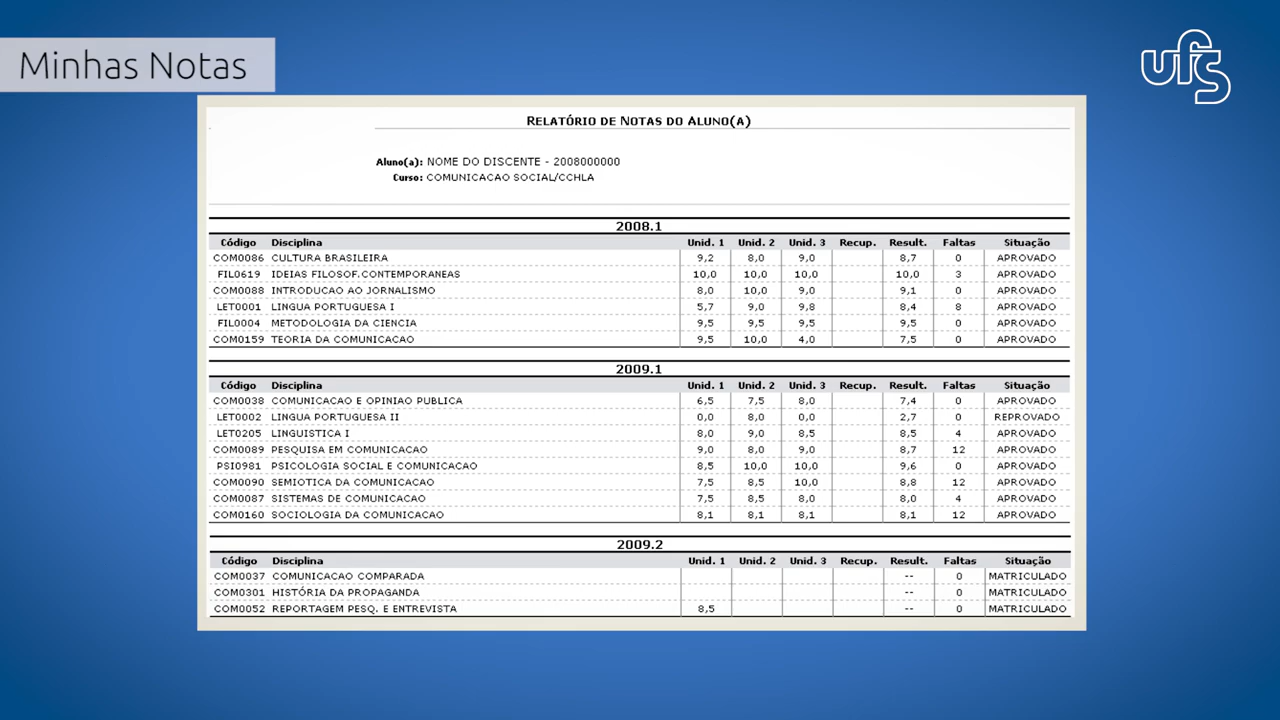 Minhas Notas
ufs
RELATÓRIO DE NOTAS DO ALUNO(A)
Aluno(a): NOME DO DISCENTE - 2008000000
Curso: COMUNICACAO SOCIAL/CCHLA
2008.1
Código Disciplina Unid. 1 Unid. 2 Unid. 3 Recup. Result. Faltas Situação
COM0086 CULTURA BRASILEIRA 9,2 8,0 9,0 8,7 0 APROVADO
FIL0619 IDEIAS FILOSOF.CONTEMPORANEAS 10,0 10,0 10,0 10,0 3 APROVADO
COM0088 INTRODUCAO AO JORNALISMO 8,0 10,0 9,0 9,1 0 APROVADO
LET0001 LINGUA PORTUGUESA I 5,7 9,0 9,8 8,4 8 APROVADO
FIL0004 METODOLOGIA DA CIENCIA 9,5 9,5 9,5 9,5 0 APROVADO
COM0159 TEORIA DA COMUNICACAO 9,5 10,0 4,0 7,5 0 APROVADO
2009.1
Código Disciplina Unid. 1 Unid. 2 Unid. 3 Recup. Result. Faltas Situação
COM0038 COMUNICACAO E OPINIAO PUBLICA 6,5 7,5 8,0 7,4 0 APROVADO
LET0002 LINGUA PORTUGUESA II 0,0 8,0 0,0 2,7 0 REPROVADO
LET0205 LINGUISTICA I 8,0 9,0 8,5 8,5 4 APROVADO
COM0089 PESQUISA EM COMUNICACAO 9,0 8,0 9,0 8,7 12 APROVADO
PSI0981 PSICOLOGIA SOCIAL E COMUNICACAO 8,5 10,0 10,0 9,6 0 APROVADO
COM0090 SEMIOTICA DA COMUNICACAO 7,5 8,5 10,0 8,8 12 APROVADO
COM0087 SISTEMAS DE COMUNICACAO 7,5 8,5 8,0 8,0 4 APROVADO
COM0160 SOCIOLOGIA DA COMUNICACAO 8,1 8,1 8,1 8,1 12 APROVADO
2009.2
Código Disciplina Unid. 1 Unid. 2 Unid. 3 Recup. Result. Faltas Situação
COM0037 COMUNICACAO COMPARADA -- 0 MATRICULADO
COM0301 HISTÓRIA DA PROPAGANDA -- 0 MATRICULADO
COM0052 REPORTAGEM PESQ. E ENTREVISTA 8,5 -- 0 MATRICULADO